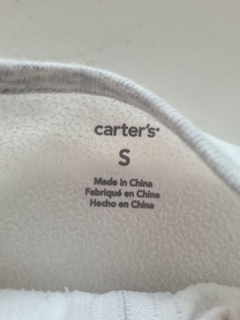 carter's
S
Made in China
Fabriqué en Chine
Hecho en China